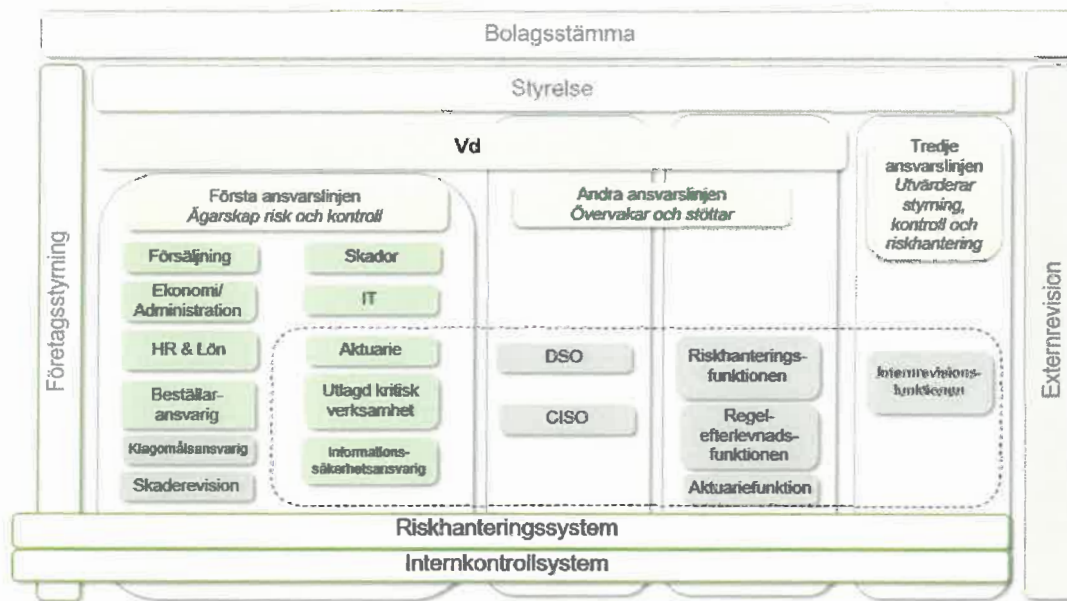 Bolagsstämma
Styrelse
Vd
Företagsstyrning
Externrevision
Första ansvarslinjen
Ägarskap risk och kontroll
Andra ansvarslinjen
Övervakar och stöttar
Tredje
ansvarslinjen
Utvärderar
styrning,
kontroll och
riskhantering
Försäljning
Ekonomi/
Administration
HR & Lön
Beställar-
ansvarig
Klagomålsansvarig
Skaderevision
Skador
IT
Aktuarie
Utlagd kritisk
verksamhet
Informations-
säkerhetsansvarig
DSO
CISO
Riskhanterings-
funktionen
Regel-
efterlevnads-
funktionen
Aktuariefunktion
Internrevisions-
funktionen
Riskhanteringssystem
Internkontrollsystem